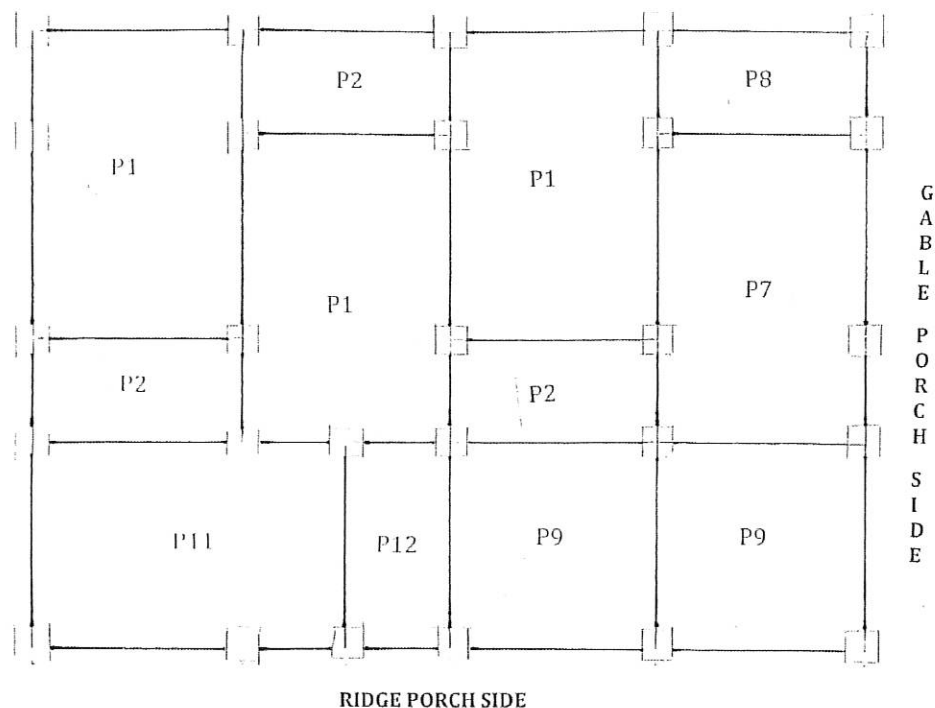 P2
P8
P1
P1
P1
P7
P2
P2
P11
P12
P9
P9
GABLE PORCH SIDE
RIDGE PORCH SIDE